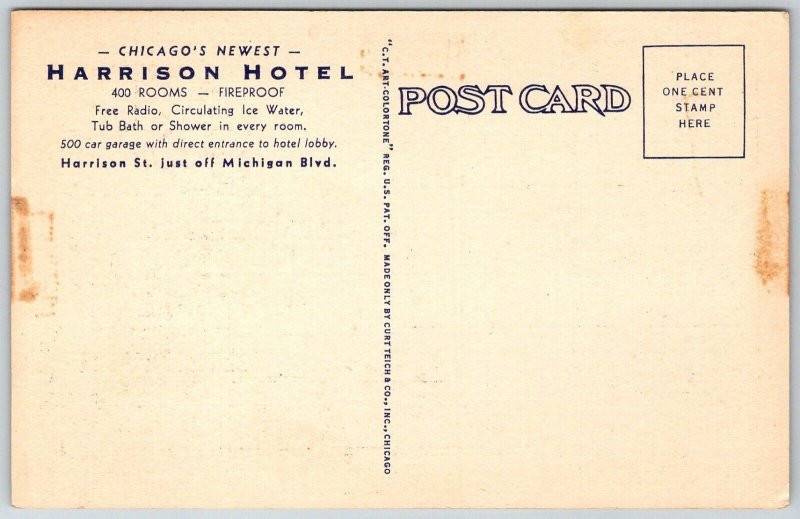 — CHICAGO'S NEWEST —
HARRISON HOTEL
400 ROOMS — FIREPROOF
Free Radio, Circulating Ice Water,
Tub Bath or Shower in every room.
500 car garage with direct entrance to hotel lobby.
Harrison St. just off Michigan Blvd.
"C.T. ART-COLORTONE" REG. U.S. PAT. OFF. MADE ONLY BY CURT TEICH & CO., INC., CHICAGO
POST CARD
PLACE
ONE CENT
STAMP
HERE